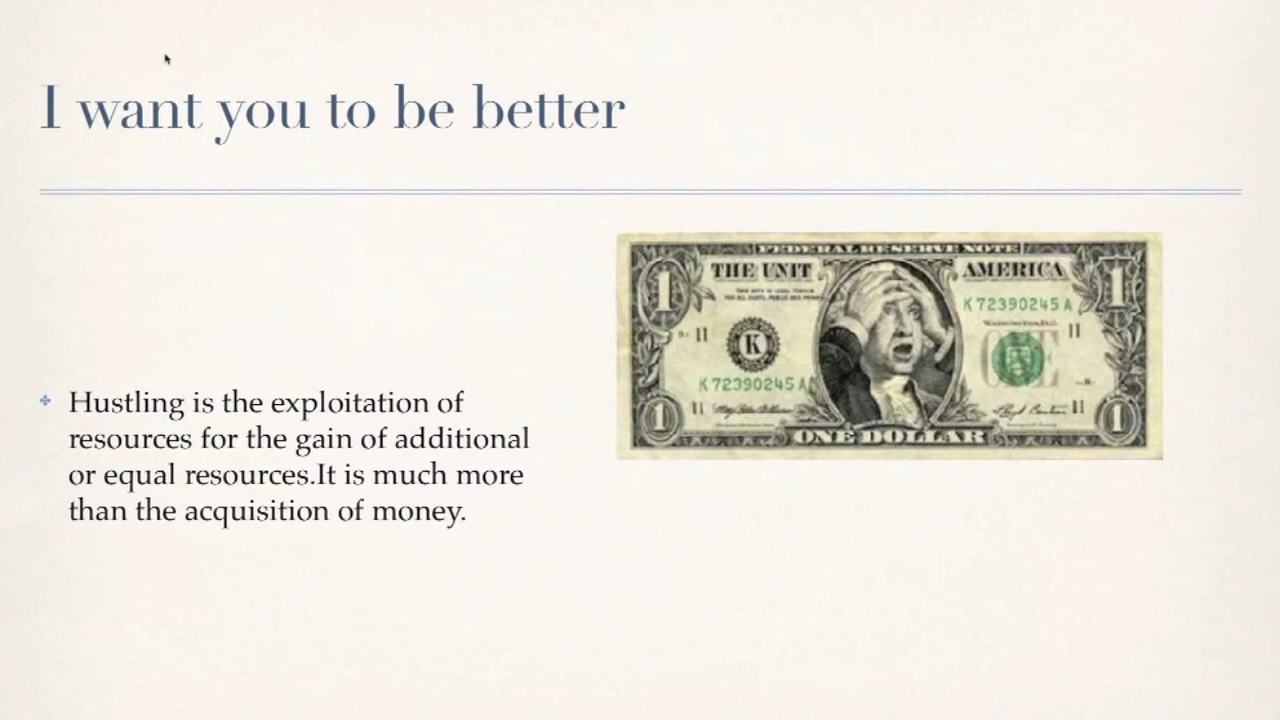 I want you to be better
Hustling is the exploitation of
resources for the gain of additional
or equal resources.It is much more
than the acquisition of money.
FEDERAL RESERVE NOTE
THE UNIT
AMERICA
1
1
K 72390245 A
WASHINGTON, D.C.
11
11
K
K 72390245 A
11
11
1
1
ONE DOLLAR